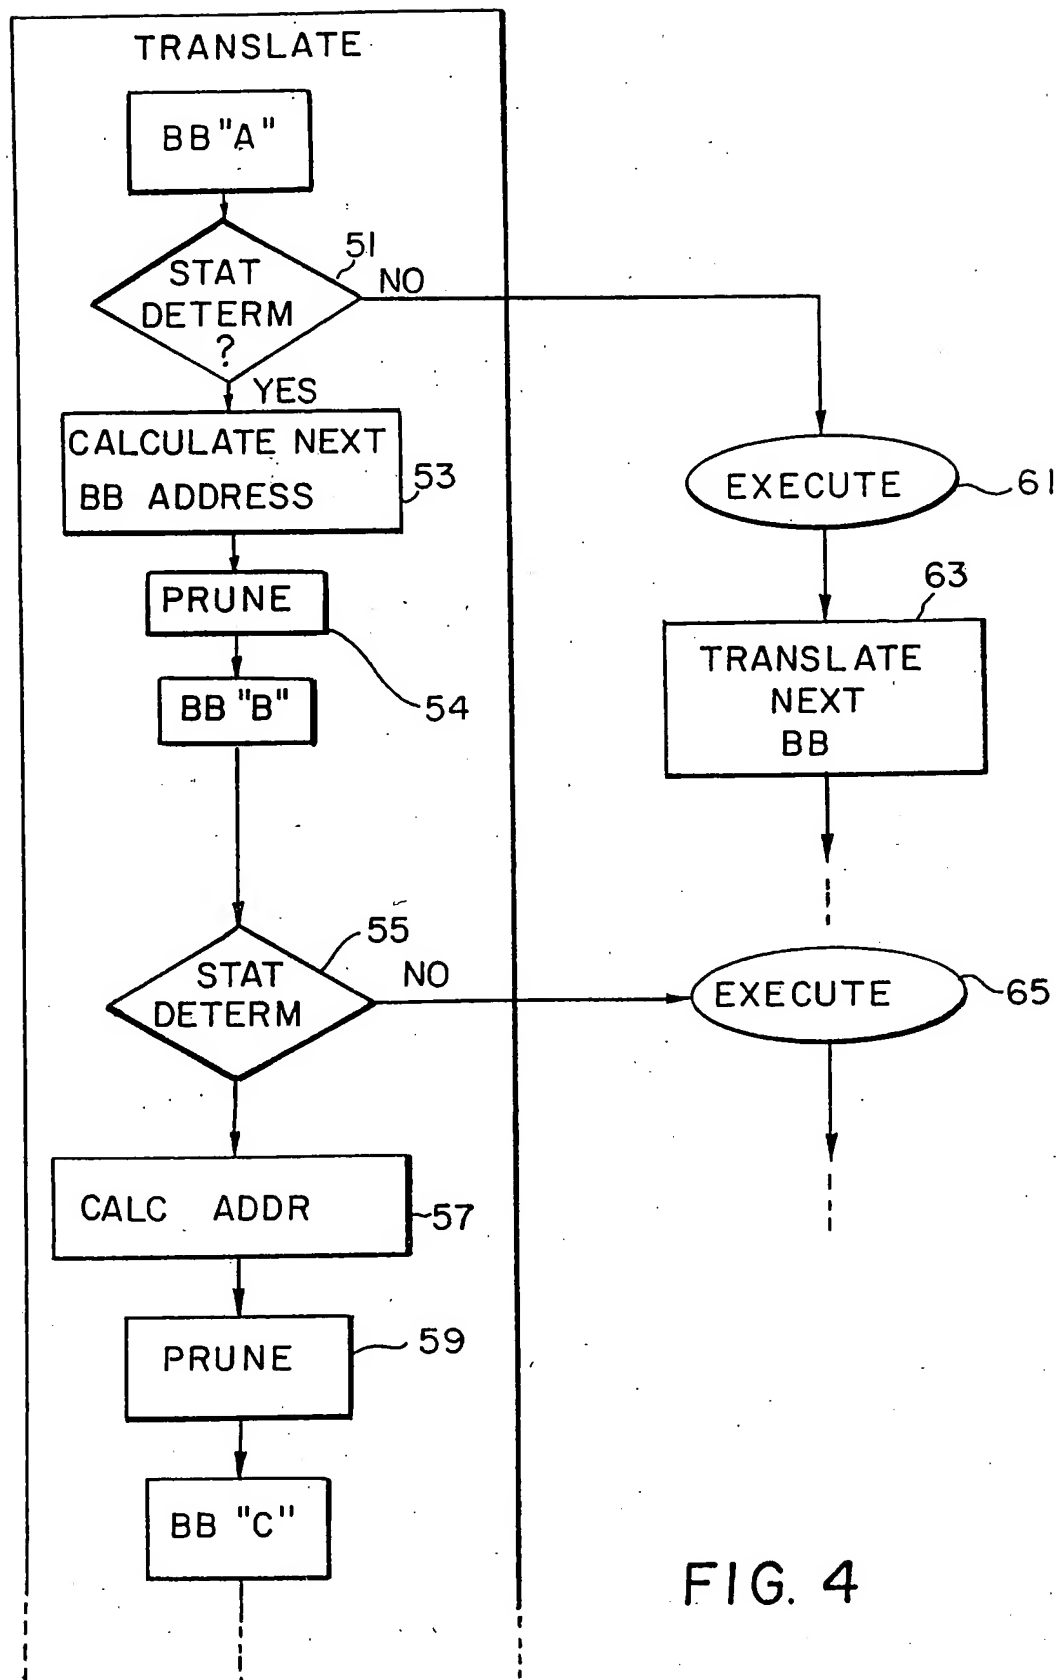 TRANSLATE
BB "A"
51
STAT
DETERM
?
NO
YES
CALCULATE NEXT
BB ADDRESS
53
EXECUTE
61
PRUNE
54
63
TRANSLATE
NEXT
BB
BB "B"
55
STAT
DETERM
NO
EXECUTE
65
CALC ADDR
57
PRUNE
59
BB "C"
FIG. 4